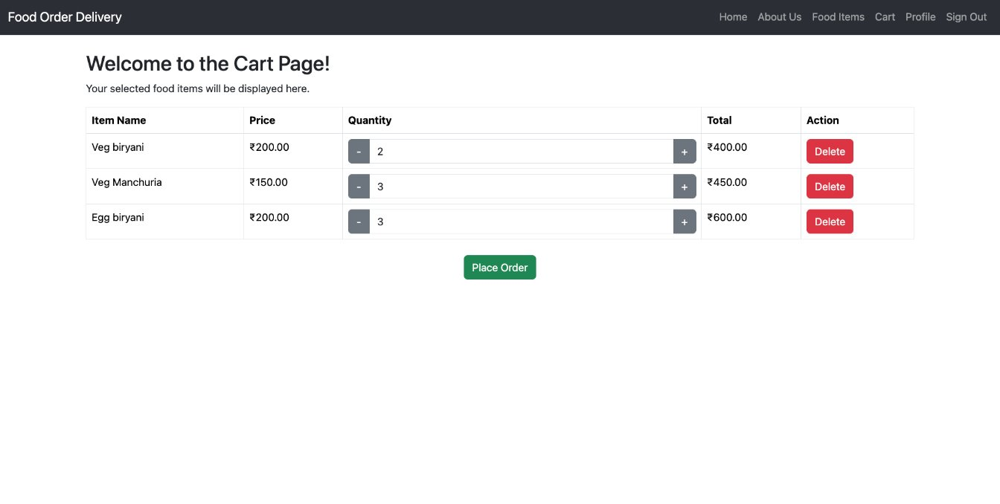 Food Order Delivery Home About Us Food Items Cart Profile Sign Out
Welcome to the Cart Page!
Your selected food items will be displayed here.
Item Name Price Quantity Total Action
Veg biryani ₹200.00 - 2 + ₹400.00 Delete
Veg Manchuria ₹150.00 - 3 + ₹450.00 Delete
Egg biryani ₹200.00 - 3 + ₹600.00 Delete
Place Order